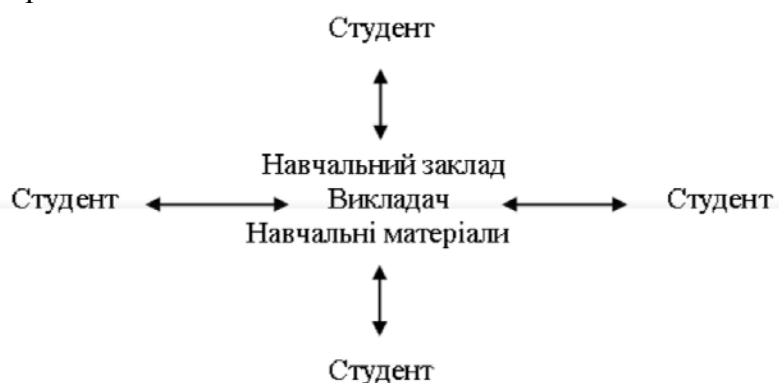 Студент
Навчальний заклад
Студент Викладач Студент
Навчальні матеріали
Студент